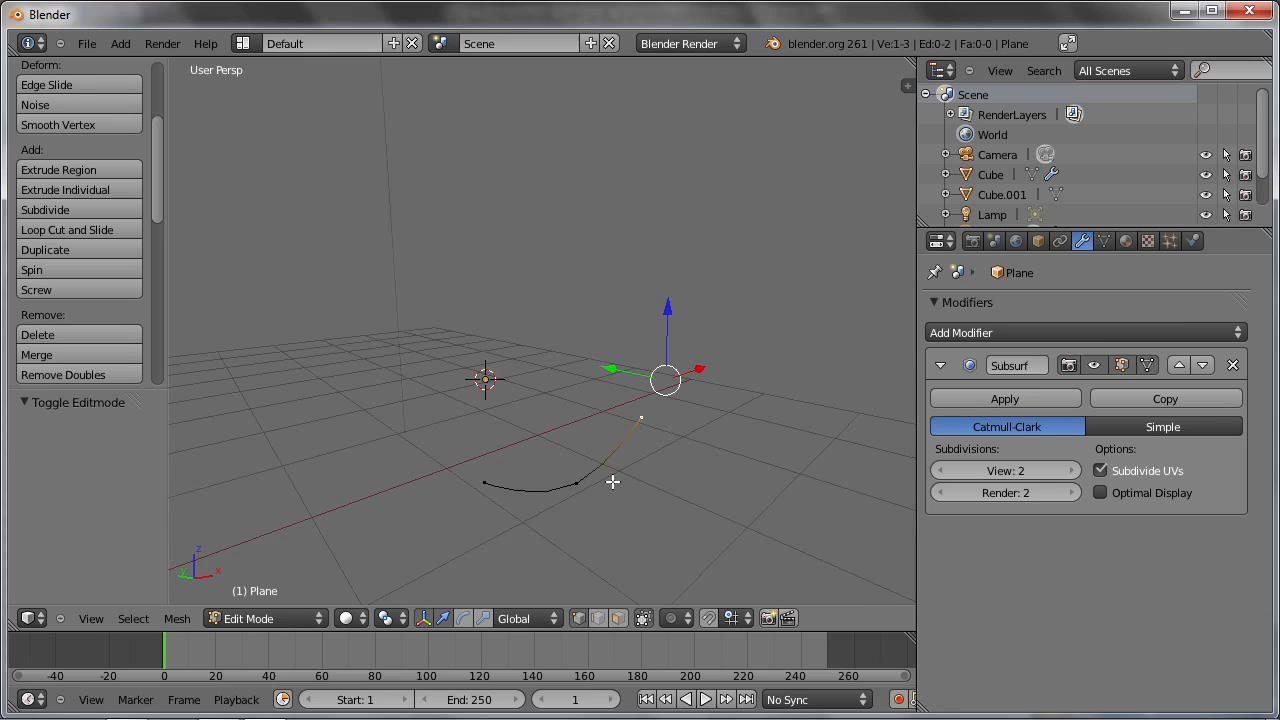 Blender
File Add Render Help Default Scene Blender Render blender.org 261 | Ve:1-3 | Ed:0-2 | Fa:0-0 | Plane
Deform:
Edge Slide
Noise
Smooth Vertex
Add:
Extrude Region
Extrude Individual
Subdivide
Loop Cut and Slide
Duplicate
Spin
Screw
Remove:
Delete
Merge
Remove Doubles
Toggle Editmode
User Persp
z
y x
(1) Plane
View Select Mesh Edit Mode Global
-40 -20 0 20 40 60 80 100 120 140 160 180 200 220 240 260
View Marker Frame Playback Start: 1 End: 250 1 No Sync
View Search All Scenes
Scene
RenderLayers |
World
Camera |
Cube |
Cube.001 |
Lamp |
Plane
Modifiers
Add Modifier
Subsurf
Apply Copy
Catmull-Clark Simple
Subdivisions: Options:
View: 2 Subdivide UVs
Render: 2 Optimal Display